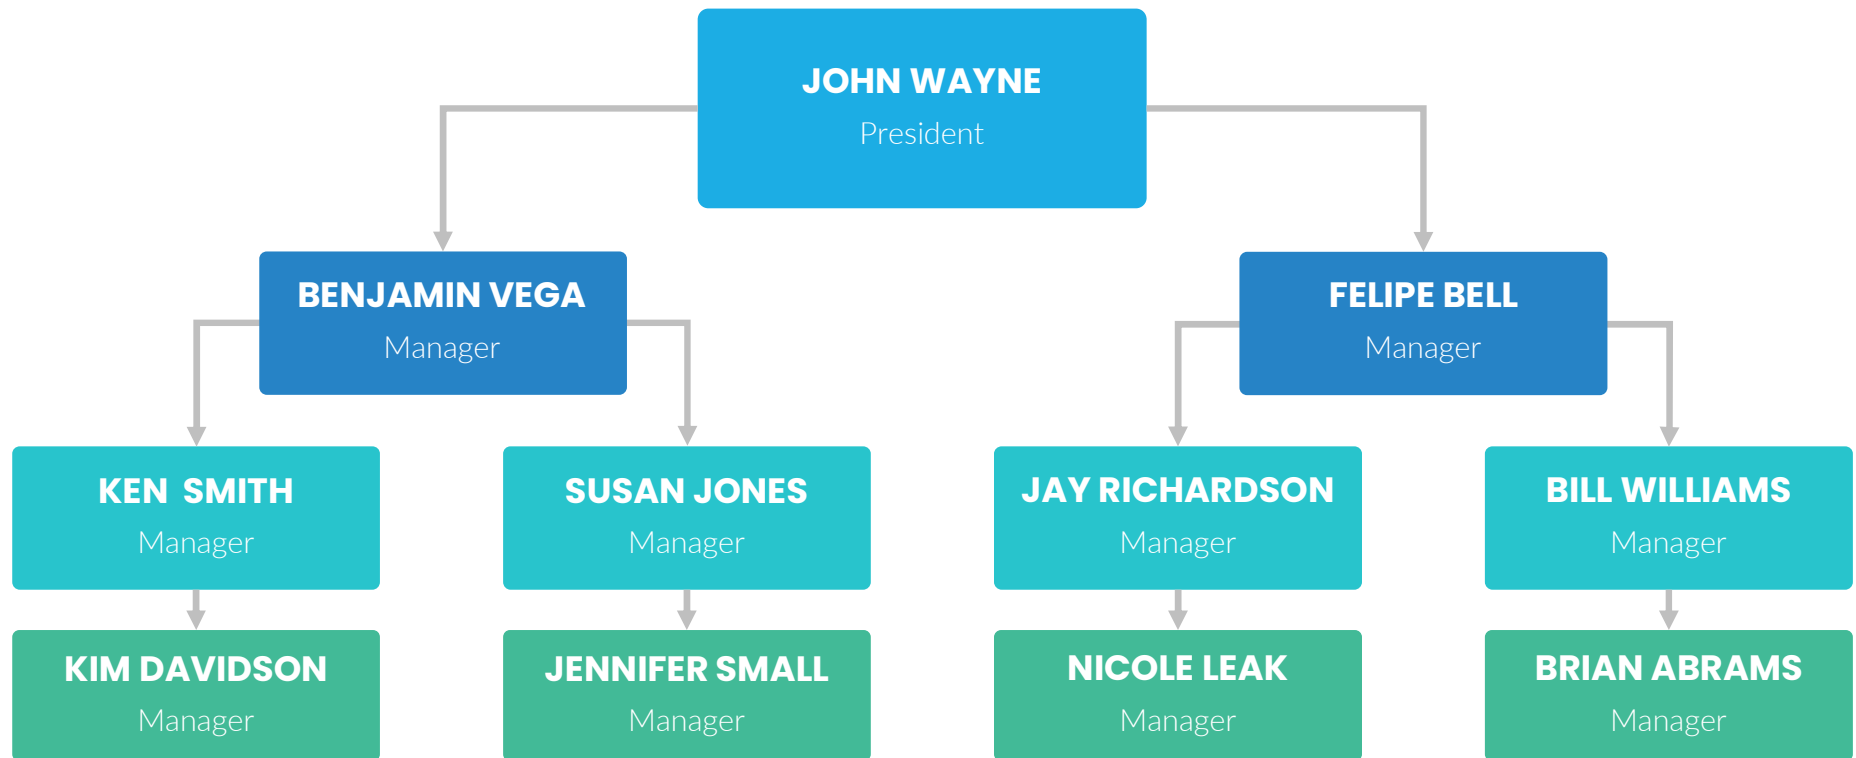 JOHN WAYNE
President
BENJAMIN VEGA
Manager
FELIPE BELL
Manager
KEN SMITH
Manager
SUSAN JONES
Manager
JAY RICHARDSON
Manager
BILL WILLIAMS
Manager
KIM DAVIDSON
Manager
JENNIFER SMALL
Manager
NICOLE LEAK
Manager
BRIAN ABRAMS
Manager